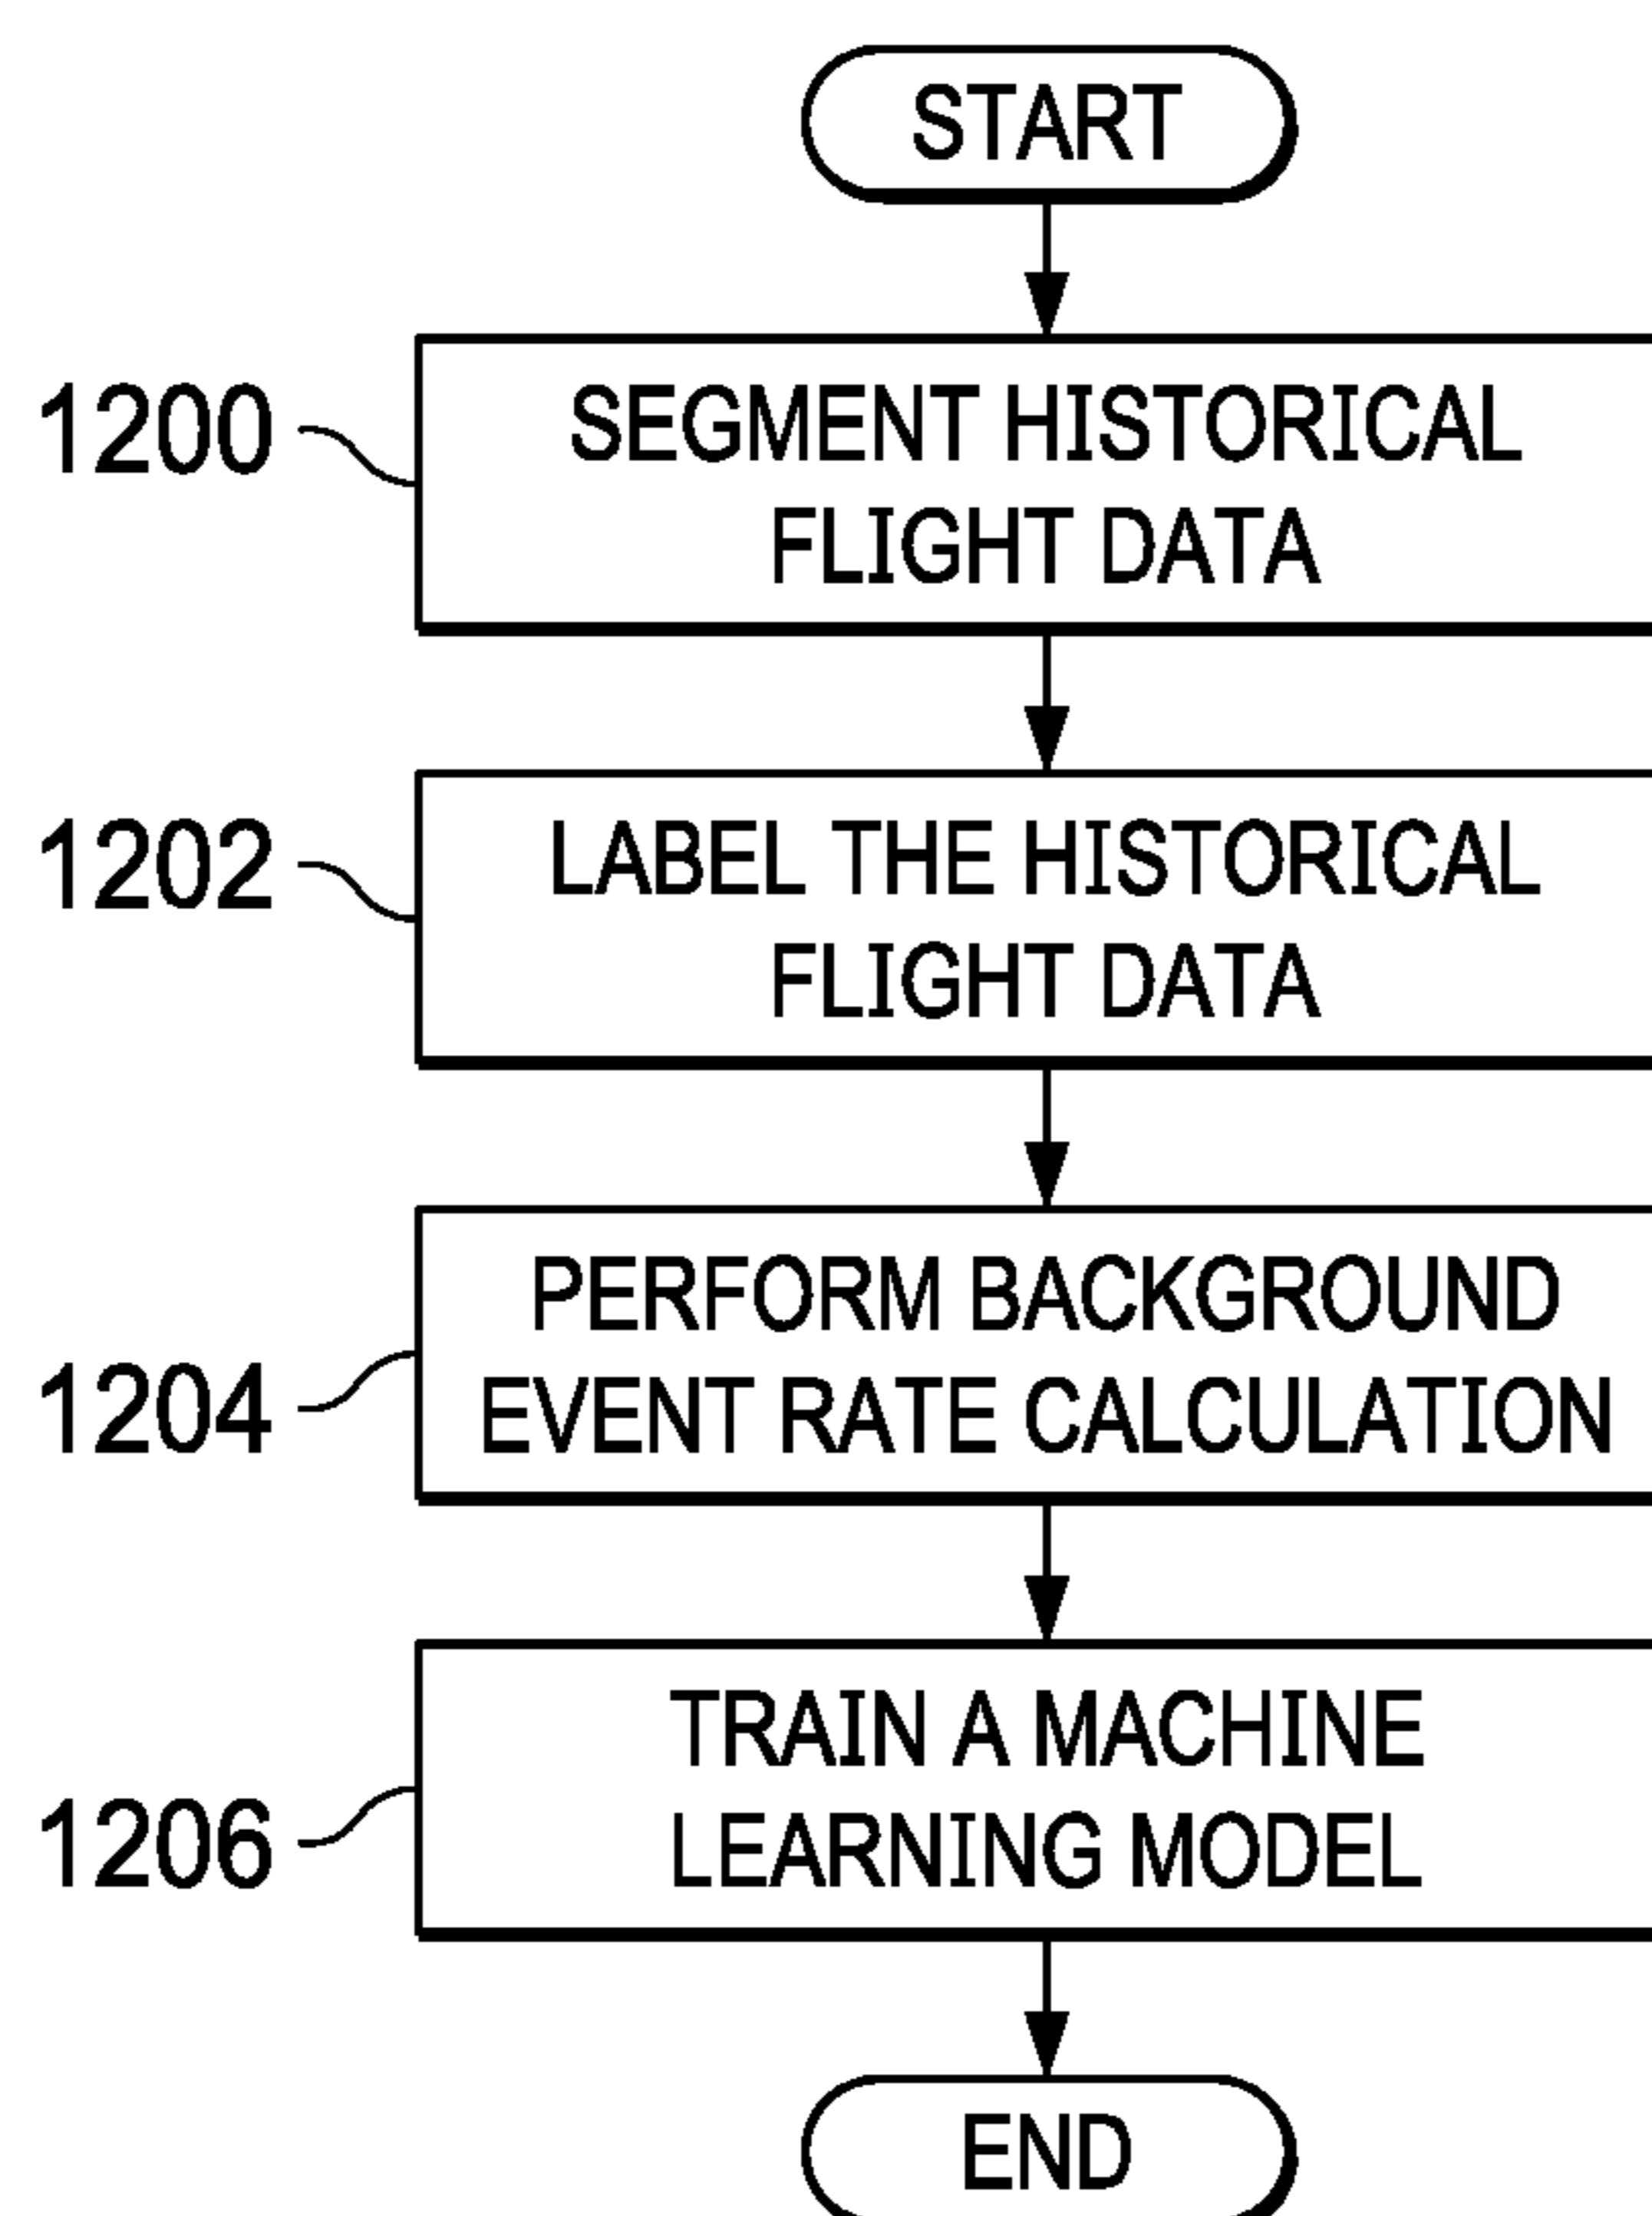 START
1200
SEGMENT HISTORICAL
FLIGHT DATA
1202
LABEL THE HISTORICAL
FLIGHT DATA
1204
PERFORM BACKGROUND
EVENT RATE CALCULATION
1206
TRAIN A MACHINE
LEARNING MODEL
END